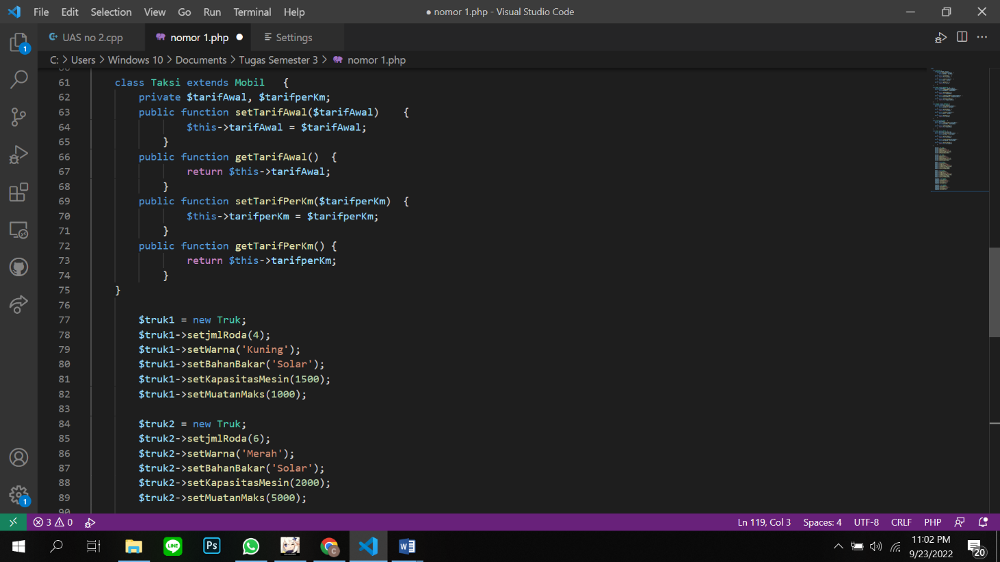 File Edit Selection View Go Run Terminal Help
● nomor 1.php - Visual Studio Code
UAS no 2.cpp
nomor 1.php ●
Settings
C: > Users > Windows 10 > Documents > Tugas Semester 3 > nomor 1.php
61 class Taksi extends Mobil {
62 private $tarifAwal, $tarifperKm;
63 public function setTarifAwal($tarifAwal) {
64 $this->tarifAwal = $tarifAwal;
65 }
66 public function getTarifAwal() {
67 return $this->tarifAwal;
68 }
69 public function setTarifPerKm($tarifperKm) {
70 $this->tarifperKm = $tarifperKm;
71 }
72 public function getTarifPerKm() {
73 return $this->tarifperKm;
74 }
75 }
76
77 $truk1 = new Truk;
78 $truk1->setjmlRoda(4);
79 $truk1->setWarna('Kuning');
80 $truk1->setBahanBakar('Solar');
81 $truk1->setKapasitasMesin(1500);
82 $truk1->setMuatanMaks(1000);
83
84 $truk2 = new Truk;
85 $truk2->setjmlRoda(6);
86 $truk2->setWarna('Merah');
87 $truk2->setBahanBakar('Solar');
88 $truk2->setKapasitasMesin(2000);
89 $truk2->setMuatanMaks(5000);
90
1
1
3 0
Ln 119, Col 3 Spaces: 4 UTF-8 CRLF PHP
LINE
Ps
C
W
11:02 PM
9/23/2022
20